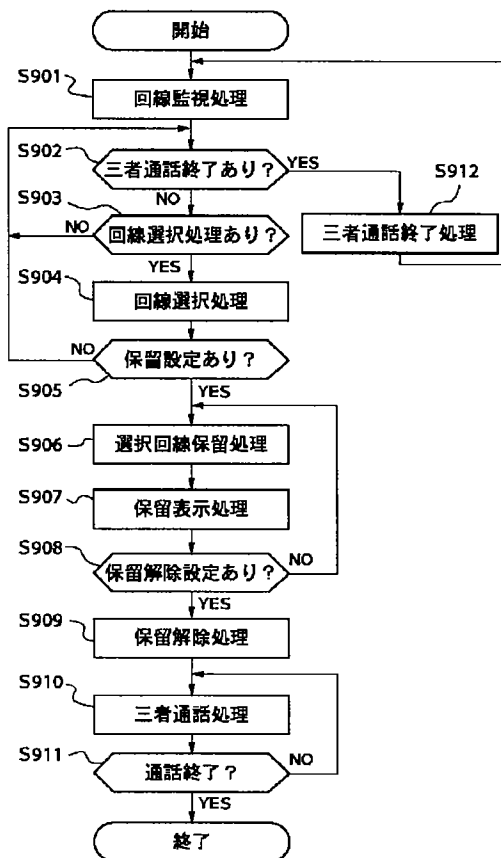 開始
S901
回線監視処理
S902
三者通話終了あり？
YES
NO
S912
三者通話終了処理
S903
回線選択処理あり？
NO
YES
S904
回線選択処理
保留設定あり？
NO
S905
YES
S906
選択回線保留処理
S907
保留表示処理
S908
保留解除設定あり？
NO
YES
S909
保留解除処理
S910
三者通話処理
S911
通話終了？
NO
YES
終了